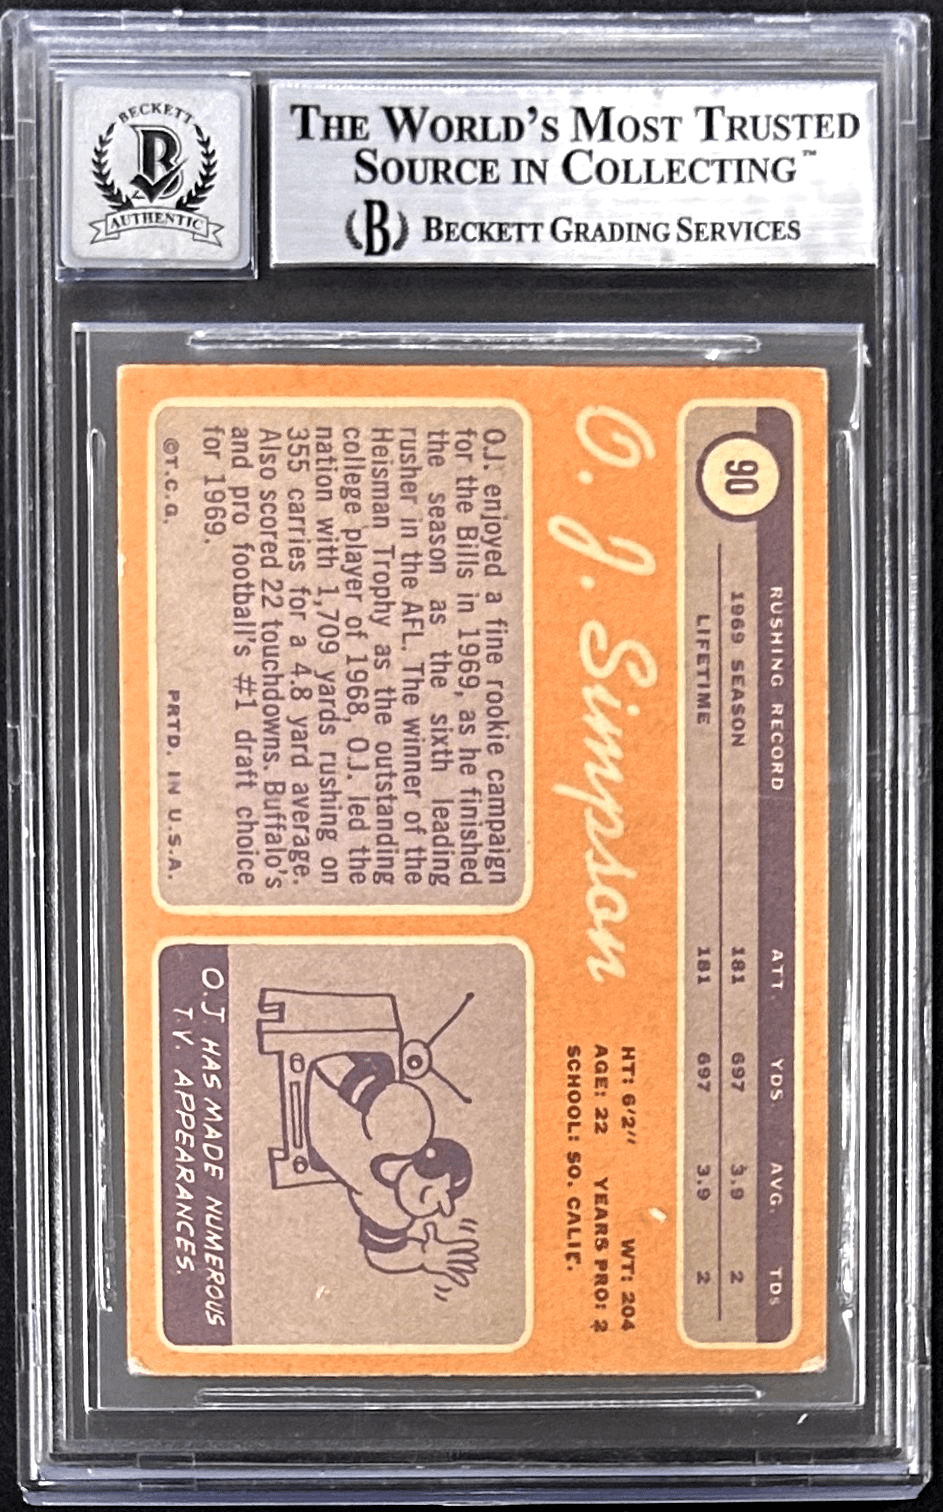 BECKETT
B
AUTHENTIC
THE WORLD'S MOST TRUSTED
SOURCE IN COLLECTING™
B BECKETT GRADING SERVICES
90
RUSHING RECORD ATT. YDS. AVG. TDs
1969 SEASON 181 697 3.9 2
LIFETIME 181 697 3.9 2
O. J. Simpson
HT: 6'2" WT: 204
AGE: 22 YEARS PRO: 2
SCHOOL: SO. CALIF.
O.J. enjoyed a fine rookie campaign
for the Bills in 1969, as he finished
the season as the sixth leading
rusher in the AFL. The winner of the
Heisman Trophy as the outstanding
college player of 1968, O.J. led the
nation with 1,709 yards rushing on
355 carries for a 4.8 yard average.
Also scored 22 touchdowns. Buffalo's
and pro football's #1 draft choice
for 1969.
©T.C.G. PRTD. IN U.S.A.
O.J. HAS MADE NUMEROUS
T.V. APPEARANCES.